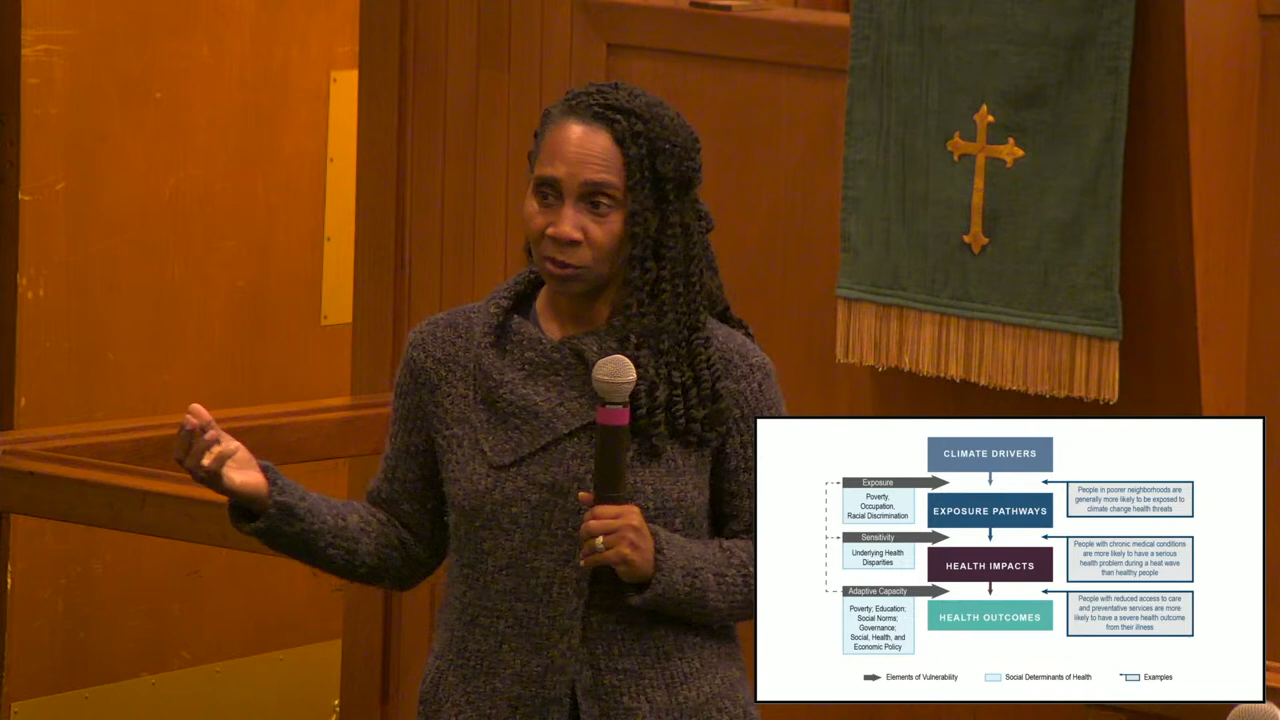 CLIMATE DRIVERS
Exposure
Poverty,
Occupation,
Racial Discrimination
EXPOSURE PATHWAYS
People in poorer neighborhoods are
generally more likely to be exposed to
climate change health threats
Sensitivity
Underlying Health
Disparities
HEALTH IMPACTS
People with chronic medical conditions
are more likely to have a serious
health problem during a heat wave
than healthy people
Adaptive Capacity
Poverty; Education;
Social Norms;
Governance;
Social, Health, and
Economic Policy
HEALTH OUTCOMES
People with reduced access to care
and preventative services are more
likely to have a severe health outcome
from their illness
Elements of Vulnerability
Social Determinants of Health
Examples